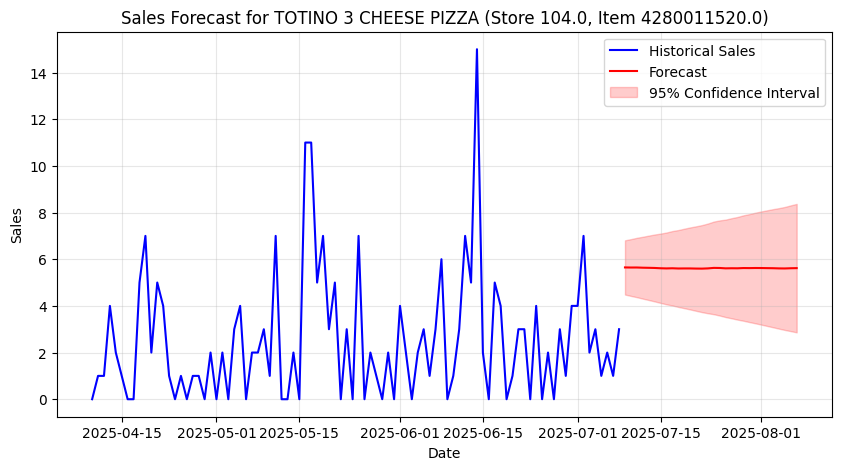 Sales Forecast for TOTINO 3 CHEESE PIZZA (Store 104.0, Item 4280011520.0)
Historical Sales
Forecast
95% Confidence Interval
Sales
14
12
10
8
6
4
2
0
2025-04-15 2025-05-01 2025-05-15 2025-06-01 2025-06-15 2025-07-01 2025-07-15 2025-08-01
Date